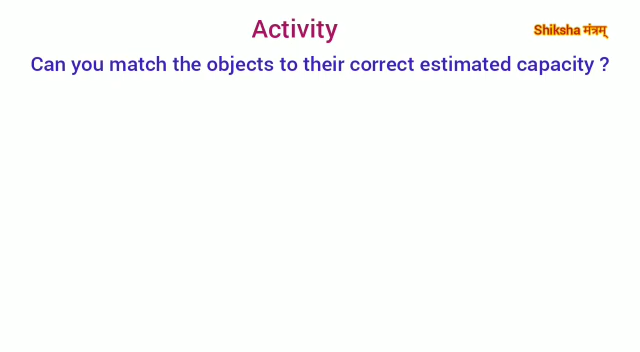 Activity
Shiksha मंत्रम्
Can you match the objects to their correct estimated capacity ?